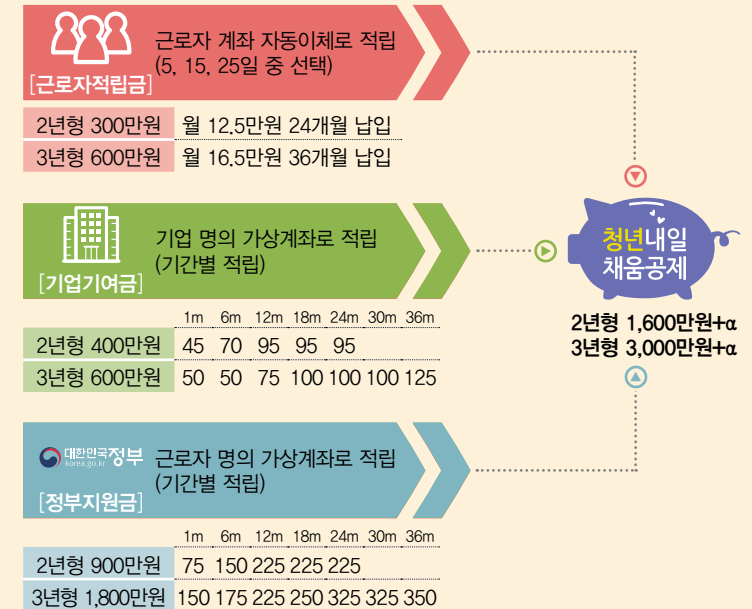 근로자 계좌 자동이체로 적립
(5, 15, 25일 중 선택)
[근로자적립금]
2년형 300만원 월 12.5만원 24개월 납입
3년형 600만원 월 16.5만원 36개월 납입
기업 명의 가상계좌로 적립
(기간별 적립)
[기업기여금]
1m 6m 12m 18m 24m 30m 36m
2년형 400만원 45 70 95 95 95
3년형 600만원 50 50 75 100 100 100 125
청년내일
채움공제
2년형 1,600만원+α
3년형 3,000만원+α
대한민국정부
korea.go.kr
근로자 명의 가상계좌로 적립
(기간별 적립)
[정부지원금]
1m 6m 12m 18m 24m 30m 36m
2년형 900만원 75 150 225 225 225
3년형 1,800만원 150 175 225 250 325 325 350